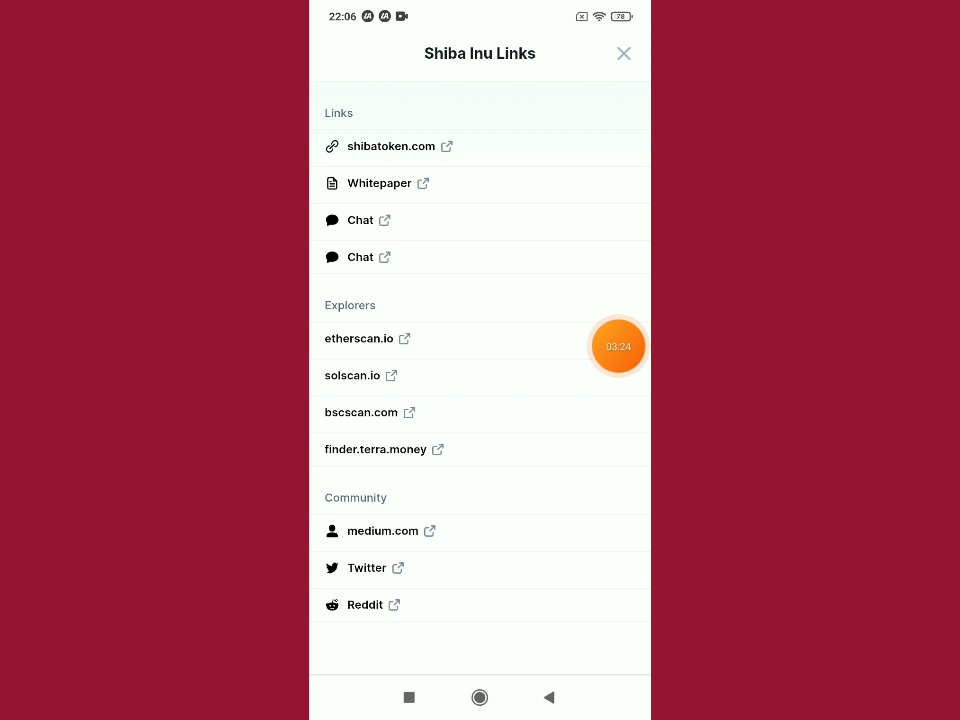 22:06
78
Shiba Inu Links
Links
shibatoken.com
Whitepaper
Chat
Chat
Explorers
etherscan.io
03:24
solscan.io
bscscan.com
finder.terra.money
Community
medium.com
Twitter
Reddit